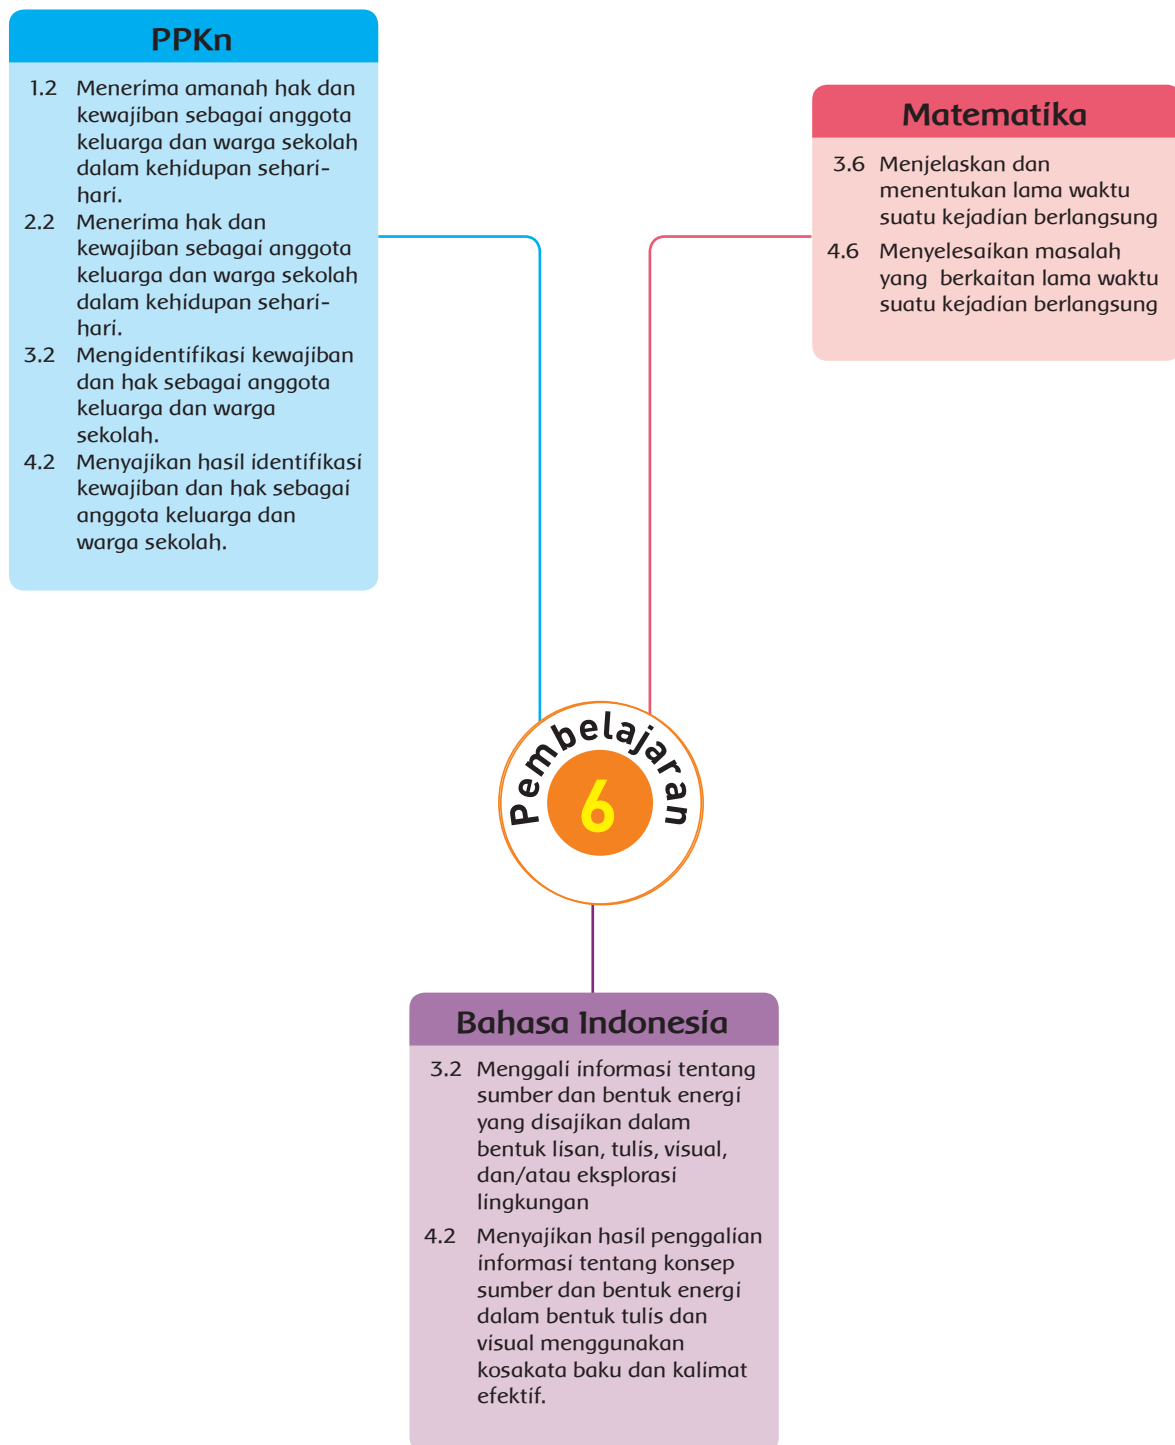 PPKn
1.2 Menerima amanah hak dan
kewajiban sebagai anggota
keluarga dan warga sekolah
dalam kehidupan sehari-
hari.
2.2 Menerima hak dan
kewajiban sebagai anggota
keluarga dan warga sekolah
dalam kehidupan sehari-
hari.
3.2 Mengidentifikasi kewajiban
dan hak sebagai anggota
keluarga dan warga
sekolah.
4.2 Menyajikan hasil identifikasi
kewajiban dan hak sebagai
anggota keluarga dan
warga sekolah.
Matematika
3.6 Menjelaskan dan
menentukan lama waktu
suatu kejadian berlangsung
4.6 Menyelesaikan masalah
yang berkaitan lama waktu
suatu kejadian berlangsung
Pembelajaran
6
Bahasa Indonesia
3.2 Menggali informasi tentang
sumber dan bentuk energi
yang disajikan dalam
bentuk lisan, tulis, visual,
dan/atau eksplorasi
lingkungan
4.2 Menyajikan hasil penggalian
informasi tentang konsep
sumber dan bentuk energi
dalam bentuk tulis dan
visual menggunakan
kosakata baku dan kalimat
efektif.